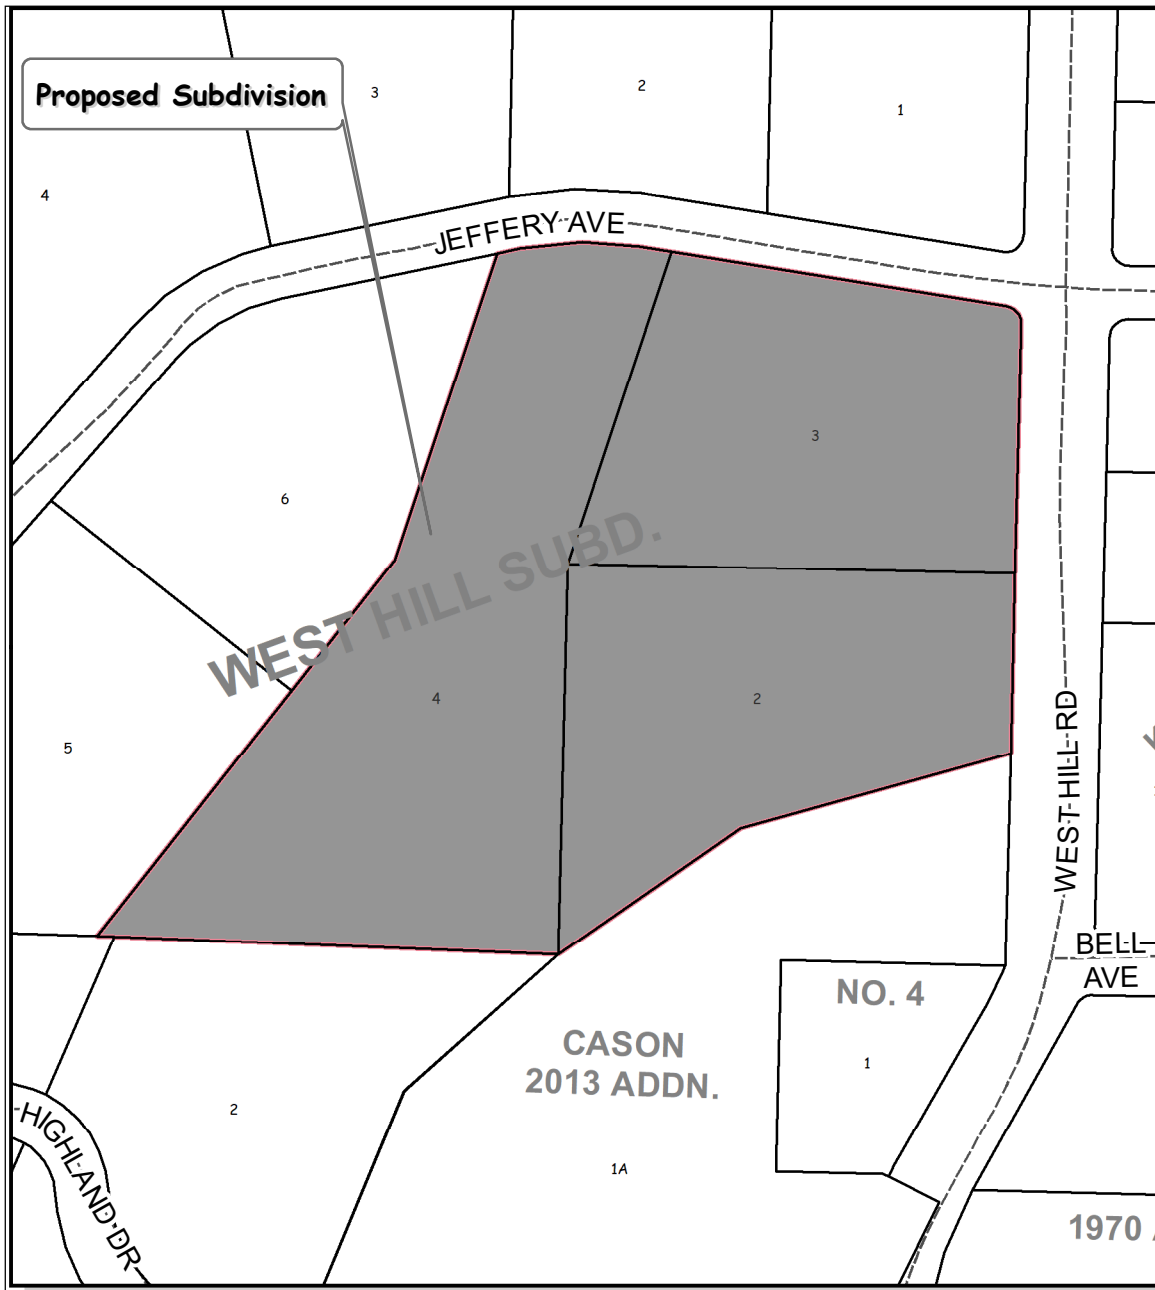 2
3
1
Proposed Subdivision
4
JEFFERY AVE
3
6
WEST HILL SUBD.
4
2
5
WEST HILL RD
BELL
AVE
NO. 4
CASON
2013 ADDN.
1
2
HIGHLAND DR
1A
1970